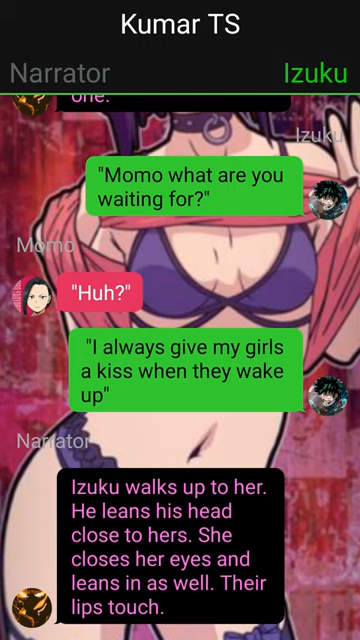 Kumar TS
Narrator
Izuku
one.
Izuku
"Momo what are you
waiting for?"
Momo
"Huh?"
"I always give my girls
a kiss when they wake
up"
Narrator
Izuku walks up to her.
He leans his head
close to hers. She
closes her eyes and
leans in as well. Their
lips touch.